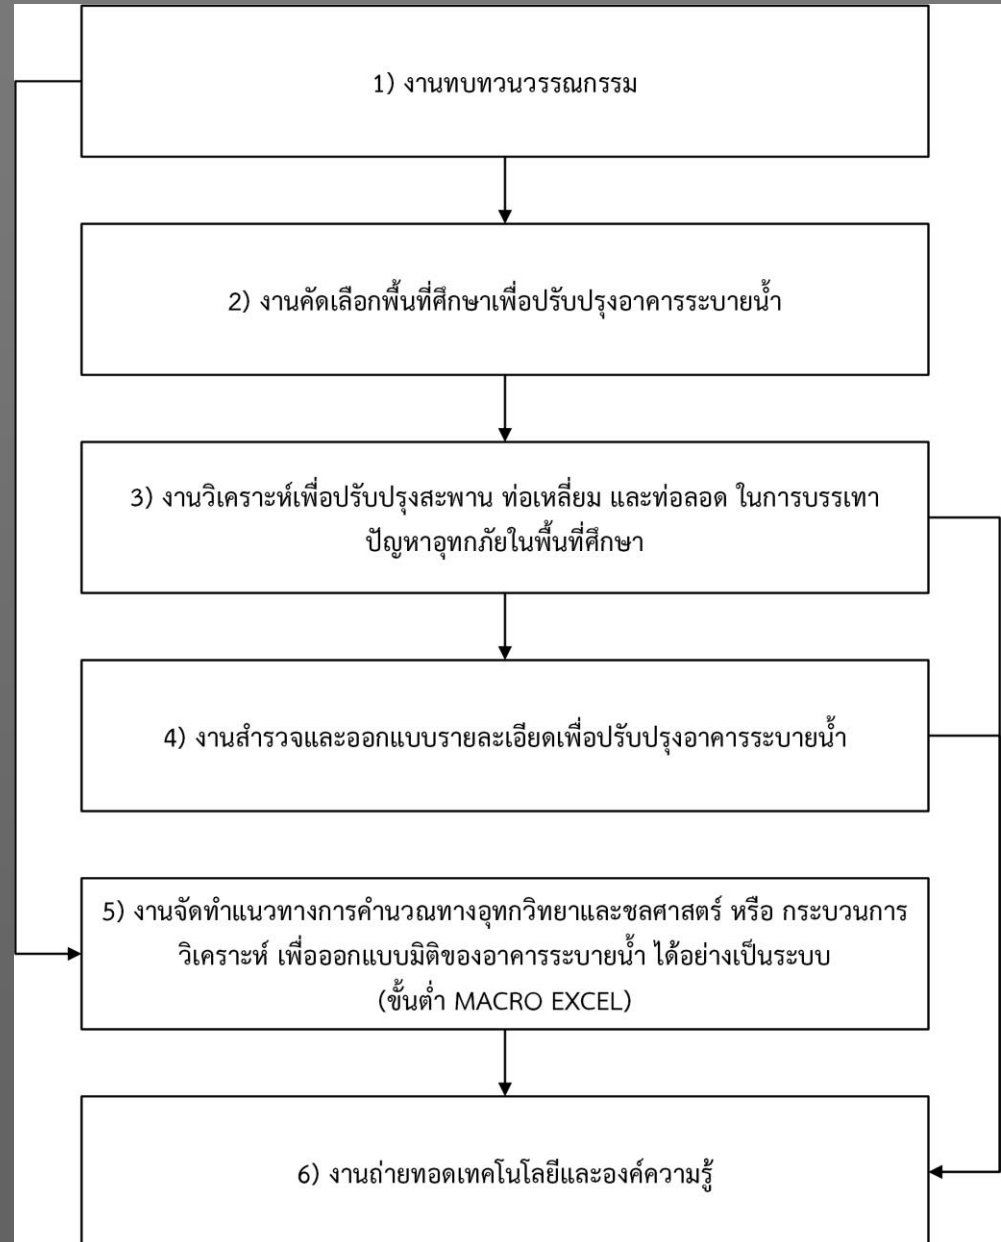 1) งานทบทวนวรรณกรรม
2) งานคัดเลือกพื้นที่ศึกษาเพื่อปรับปรุงอาคารระบายน้ำ
3) งานวิเคราะห์เพื่อปรับปรุงสะพาน ท่อเหลี่ยม และท่อลอด ในการบรรเทา
ปัญหาอุทกภัยในพื้นที่ศึกษา
4) งานสำรวจและออกแบบรายละเอียดเพื่อปรับปรุงอาคารระบายน้ำ
5) งานจัดทำแนวทางการคำนวณทางอุทกวิทยาและชลศาสตร์ หรือ กระบวนการ
วิเคราะห์ เพื่อออกแบบมิติของอาคารระบายน้ำ ได้อย่างเป็นระบบ
(ขั้นต่ำ MACRO EXCEL)
6) งานถ่ายทอดเทคโนโลยีและองค์ความรู้